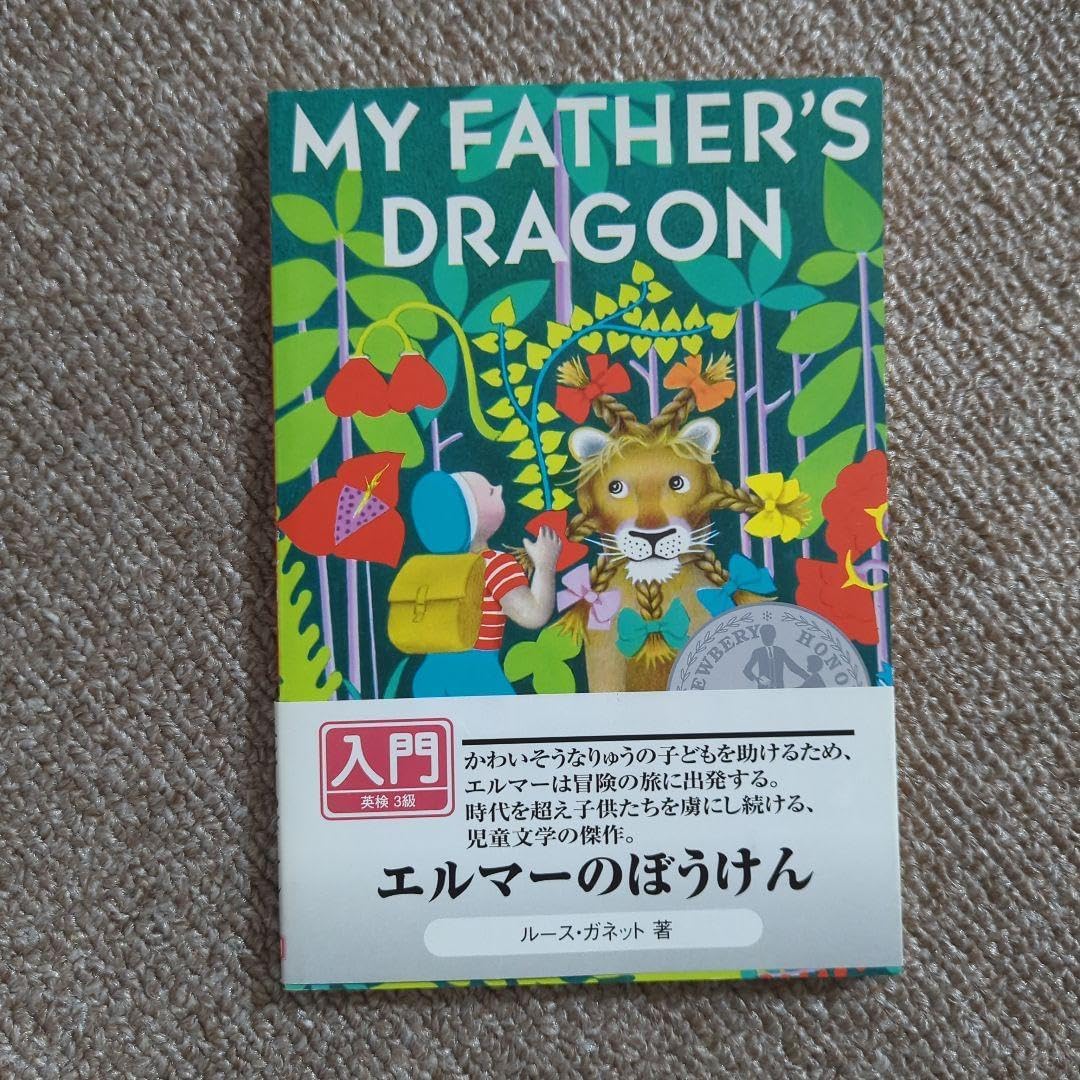 MY FATHER'S
DRAGON
EWBERY HONO
入門
英検 3級
かわいそうなりゅうの子どもを助けるため、
エルマーは冒険の旅に出発する。
時代を超え子供たちを虜にし続ける、
児童文学の傑作。
エルマーのぼうけん
ルース・ガネット 著